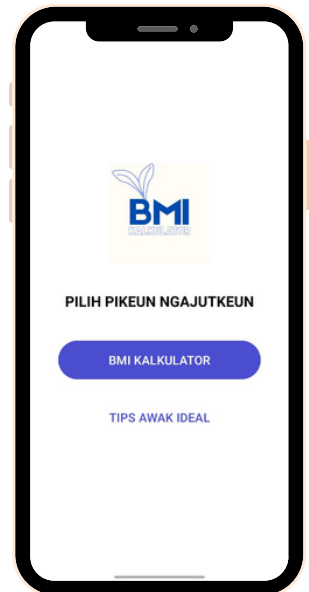 BMI
KALKULATOR
PILIH PIKEUN NGAJUTKEUN
BMI KALKULATOR
TIPS AWAK IDEAL